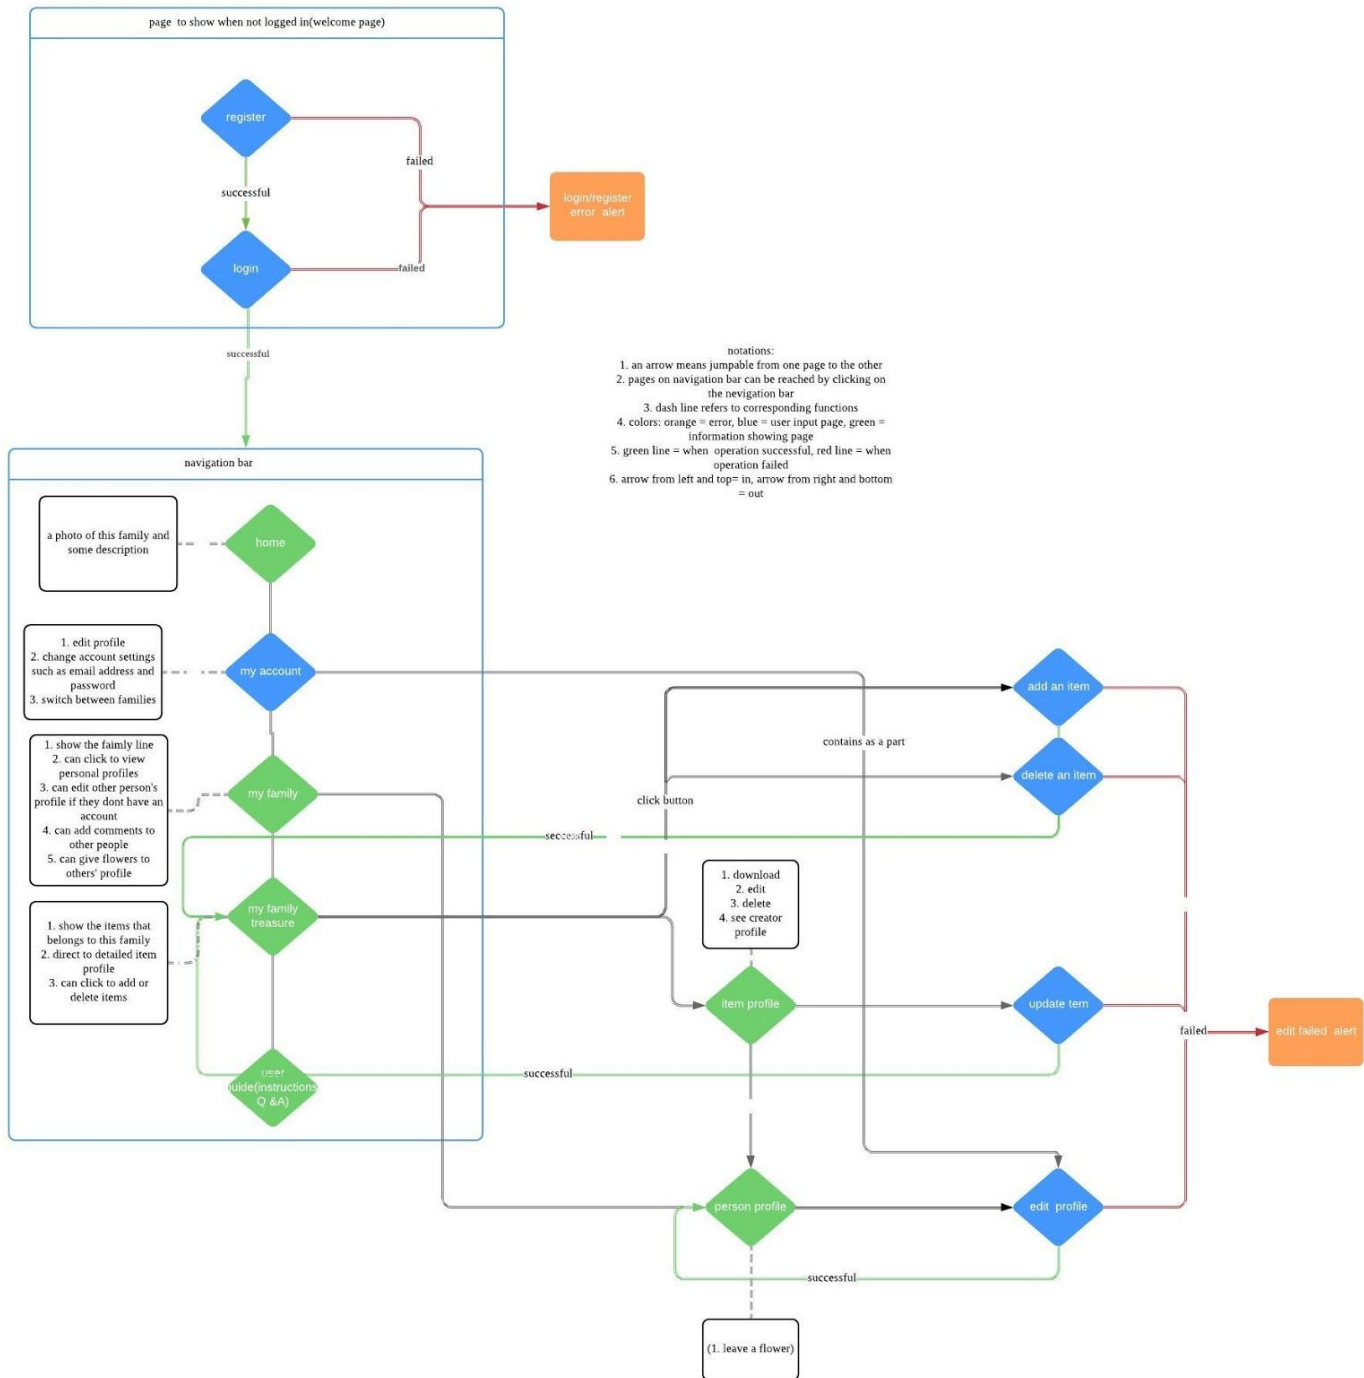 page to show when not logged in(welcome page)
register
failed
successful
login/register
error alert
login
failed
successful
notations:
1. an arrow means jumpable from one page to the other
2. pages on navigation bar can be reached by clicking on
the nevigation bar
3. dash line refers to corresponding functions
4. colors: orange = error, blue = user input page, green =
information showing page
5. green line = when operation successful, red line = when
operation failed
6. arrow from left and top= in, arrow from right and bottom
= out
navigation bar
a photo of this family and
some description
home
1. edit profile
2. change account settings
such as email address and
password
3. switch between families
my account
add an item
contains as a part
1. show the faimly line
2. can click to view
personal profiles
3. can edit other person's
profile if they dont have an
account
4. can add comments to
other people
5. can give flowers to
others' profile
my family
delete an item
click button
seccessful
1. download
2. edit
3. delete
4. see creator
profile
my family
treasure
1. show the items that
belongs to this family
2. direct to detailed item
profile
3. can click to add or
delete items
item profile
update tem
failed
edit failed alert
successful
user
uide(instructions
Q &A)
person profile
edit profile
successful
(1. leave a flower)